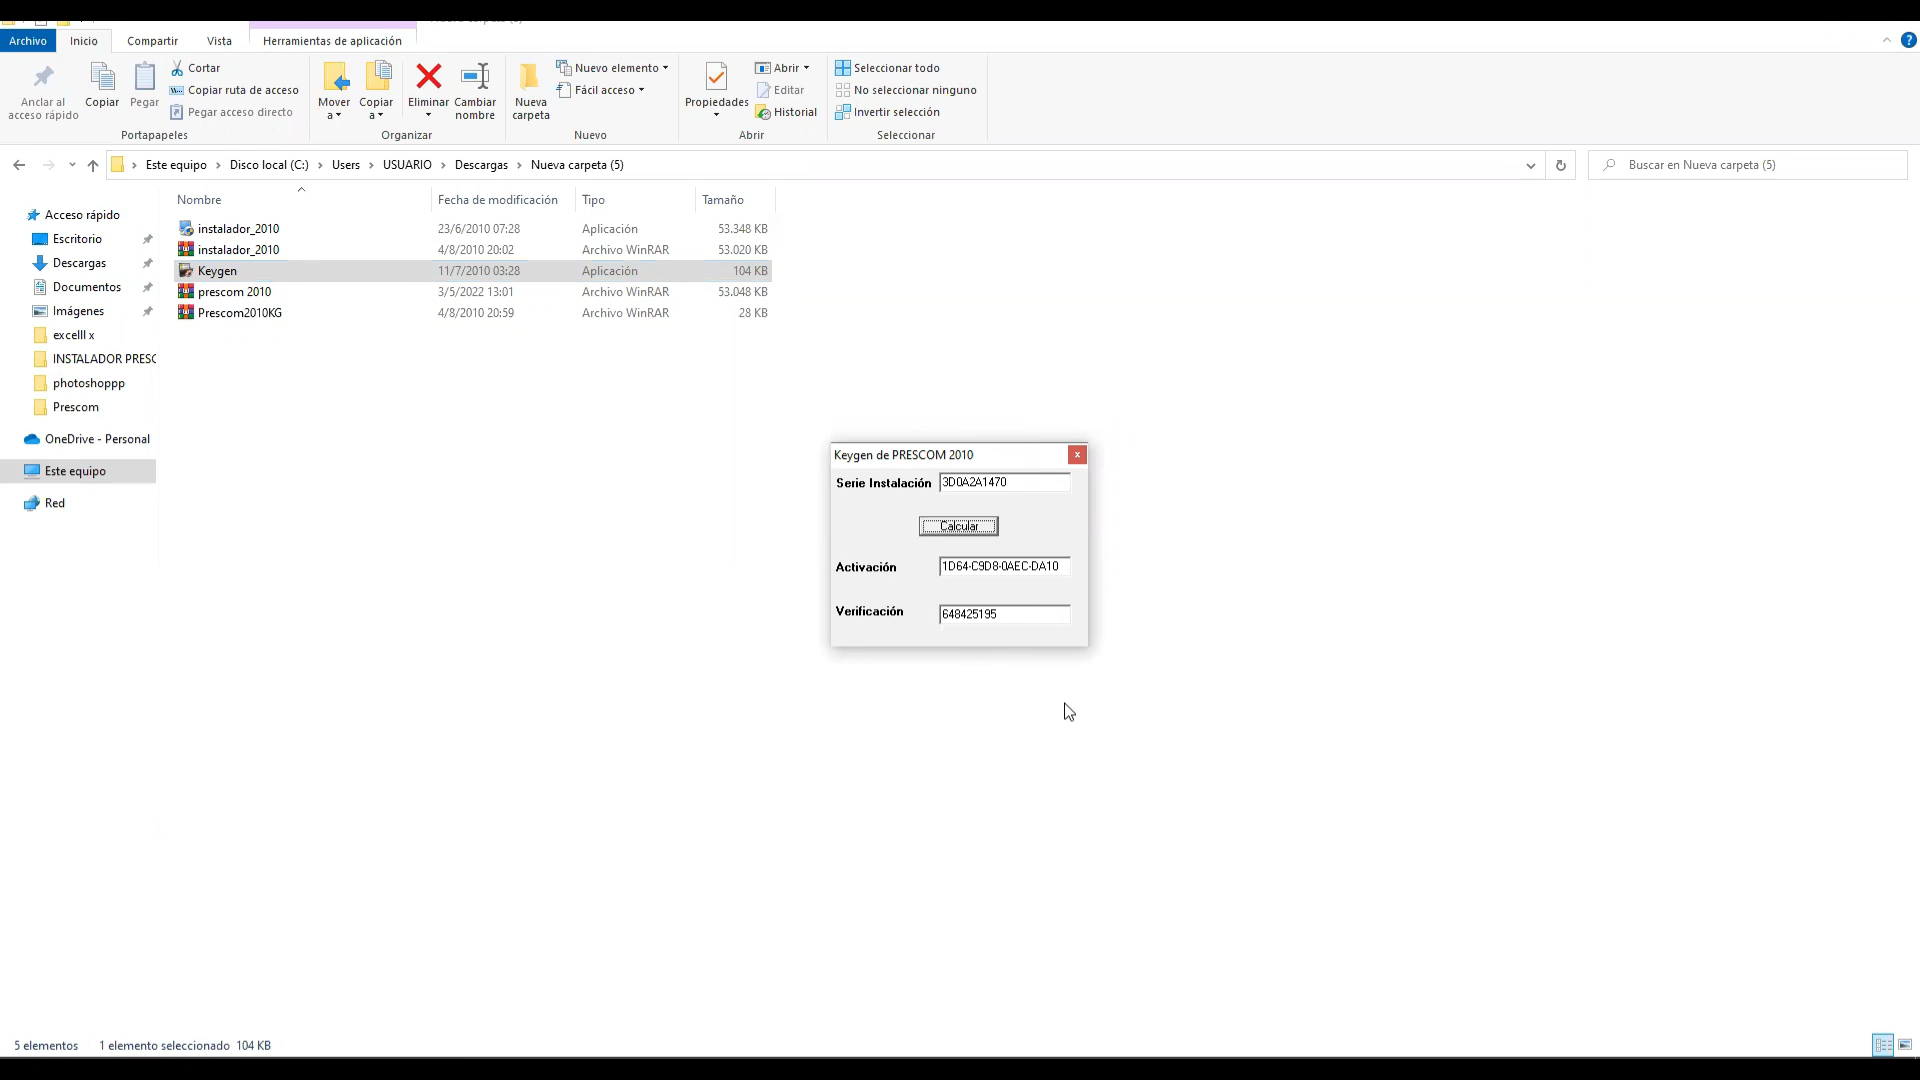 Archivo Inicio Compartir Vista Herramientas de aplicación
Anclar al
acceso rápido
Copiar
Pegar
Cortar
Copiar ruta de acceso
Pegar acceso directo
Portapapeles
Mover
a
Copiar
a
Eliminar
Cambiar
nombre
Organizar
Nueva
carpeta
Nuevo elemento
Fácil acceso
Nuevo
Propiedades
Abrir
Editar
Historial
Abrir
Seleccionar todo
No seleccionar ninguno
Invertir selección
Seleccionar
Este equipo > Disco local (C:) > Users > USUARIO > Descargas > Nueva carpeta (5)
Buscar en Nueva carpeta (5)
Acceso rápido
Escritorio
Descargas
Documentos
Imágenes
excelll x
INSTALADOR PRESC
photoshoppp
Prescom
OneDrive - Personal
Este equipo
Red
Nombre Fecha de modificación Tipo Tamaño
instalador_2010 23/6/2010 07:28 Aplicación 53.348 KB
instalador_2010 4/8/2010 20:02 Archivo WinRAR 53.020 KB
Keygen 11/7/2010 03:28 Aplicación 104 KB
prescom 2010 3/5/2022 13:01 Archivo WinRAR 53.048 KB
Prescom2010KG 4/8/2010 20:59 Archivo WinRAR 28 KB
Keygen de PRESCOM 2010 x
Serie Instalación 3D0A2A1470
Calcular
Activación 1D64-C9D8-0AEC-DA10
Verificación 648425195
5 elementos 1 elemento seleccionado 104 KB